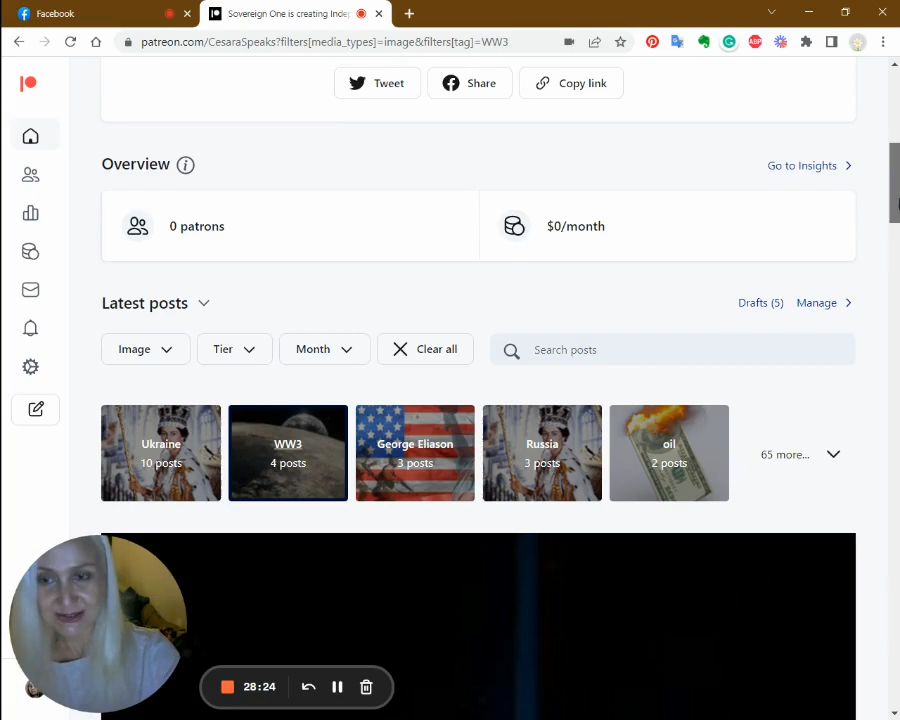 Facebook
Sovereign One is creating Inde
patreon.com/CesaraSpeaks?filters[media_types]=image&filters[tag]=WW3
Tweet
Share
Copy link
Overview
Go to Insights
0 patrons
$0/month
Latest posts
Drafts (5)
Manage
Image
Tier
Month
Clear all
Search posts
Ukraine
10 posts
WW3
4 posts
George Eliason
3 posts
Russia
3 posts
oil
2 posts
65 more...
28:24